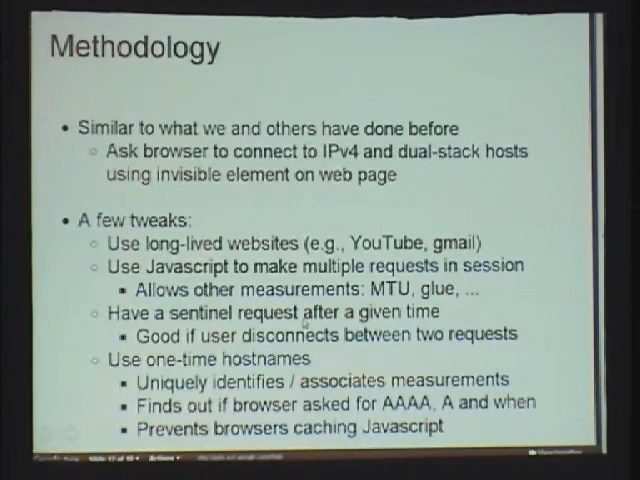 Methodology
• Similar to what we and others have done before
○ Ask browser to connect to IPv4 and dual-stack hosts
using invisible element on web page
• A few tweaks:
○ Use long-lived websites (e.g., YouTube, gmail)
○ Use Javascript to make multiple requests in session
▪ Allows other measurements: MTU, glue, ...
○ Have a sentinel request after a given time
▪ Good if user disconnects between two requests
○ Use one-time hostnames
▪ Uniquely identifies / associates measurements
▪ Finds out if browser asked for AAAA, A and when
▪ Prevents browsers caching Javascript